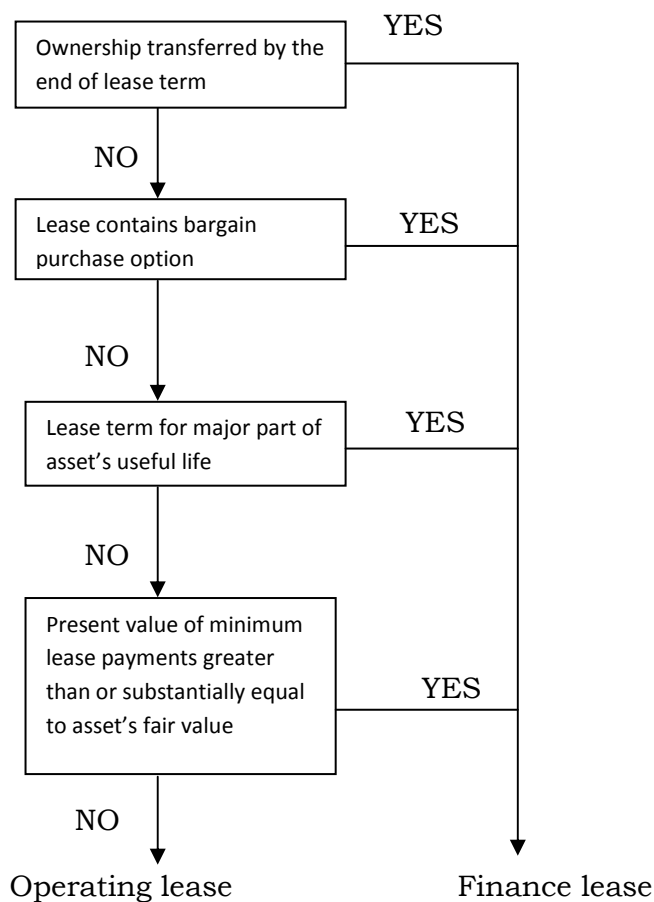 YES
Ownership transferred by the
end of lease term
NO
Lease contains bargain
purchase option
YES
NO
Lease term for major part of
asset’s useful life
YES
NO
Present value of minimum
lease payments greater
than or substantially equal
to asset’s fair value
YES
NO
Operating lease
Finance lease